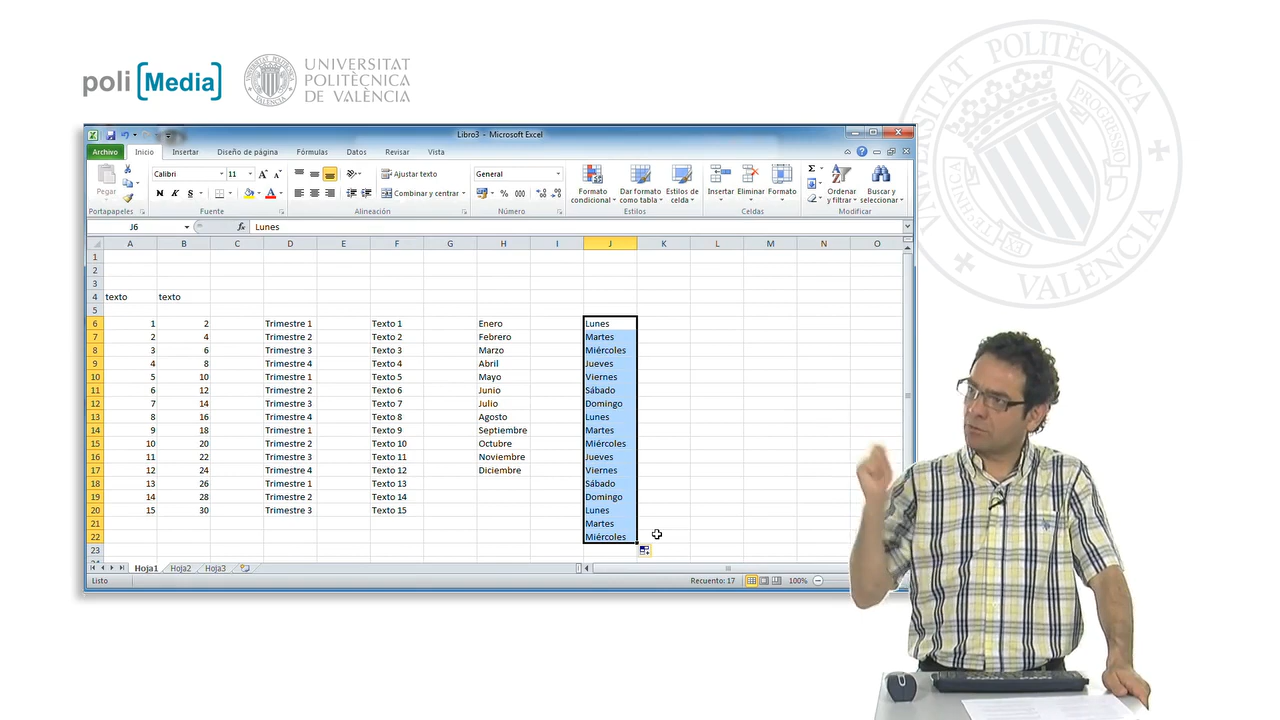 poli[Media]
UNIVERSITAT
POLITÈCNICA
DE VALÈNCIA
UNIVERSITAT POLITÈCNICA
VALÈNCIA
PROGRESSIO
Libro3 - Microsoft Excel
Archivo Inicio Insertar Diseño de página Fórmulas Datos Revisar Vista
Pegar
Calibri 11 A A
N K S
Ajustar texto
Combinar y centrar
General
% 000
Formato condicional
Dar formato como tabla
Estilos de celda
Insertar Eliminar Formato
Ordenar y filtrar
Buscar y seleccionar
Portapapeles Fuente Alineación Número Estilos Celdas Modificar
J6 fx Lunes
A B C D E F G H I J K L M N O
1
2
3
4 texto texto
5
6 1 2 Trimestre 1 Texto 1 Enero Lunes
7 2 4 Trimestre 2 Texto 2 Febrero Martes
8 3 6 Trimestre 3 Texto 3 Marzo Miércoles
9 4 8 Trimestre 4 Texto 4 Abril Jueves
10 5 10 Trimestre 1 Texto 5 Mayo Viernes
11 6 12 Trimestre 2 Texto 6 Junio Sábado
12 7 14 Trimestre 3 Texto 7 Julio Domingo
13 8 16 Trimestre 4 Texto 8 Agosto Lunes
14 9 18 Trimestre 1 Texto 9 Septiembre Martes
15 10 20 Trimestre 2 Texto 10 Octubre Miércoles
16 11 22 Trimestre 3 Texto 11 Noviembre Jueves
17 12 24 Trimestre 4 Texto 12 Diciembre Viernes
18 13 26 Trimestre 1 Texto 13 Sábado
19 14 28 Trimestre 2 Texto 14 Domingo
20 15 30 Trimestre 3 Texto 15 Lunes
21 Martes
22 Miércoles
23
Hoja1 Hoja2 Hoja3
Listo Recuento: 17 100%